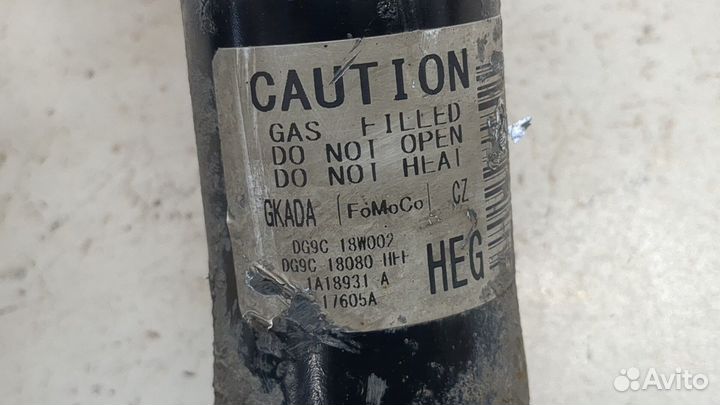 CAUTION
GAS FILLED
DO NOT OPEN
DO NOT HEAT
GKADA FoMoCo CZ
DG9C 18W002
DG9C 18080 HEG
1A18931 A
17605A
Avito